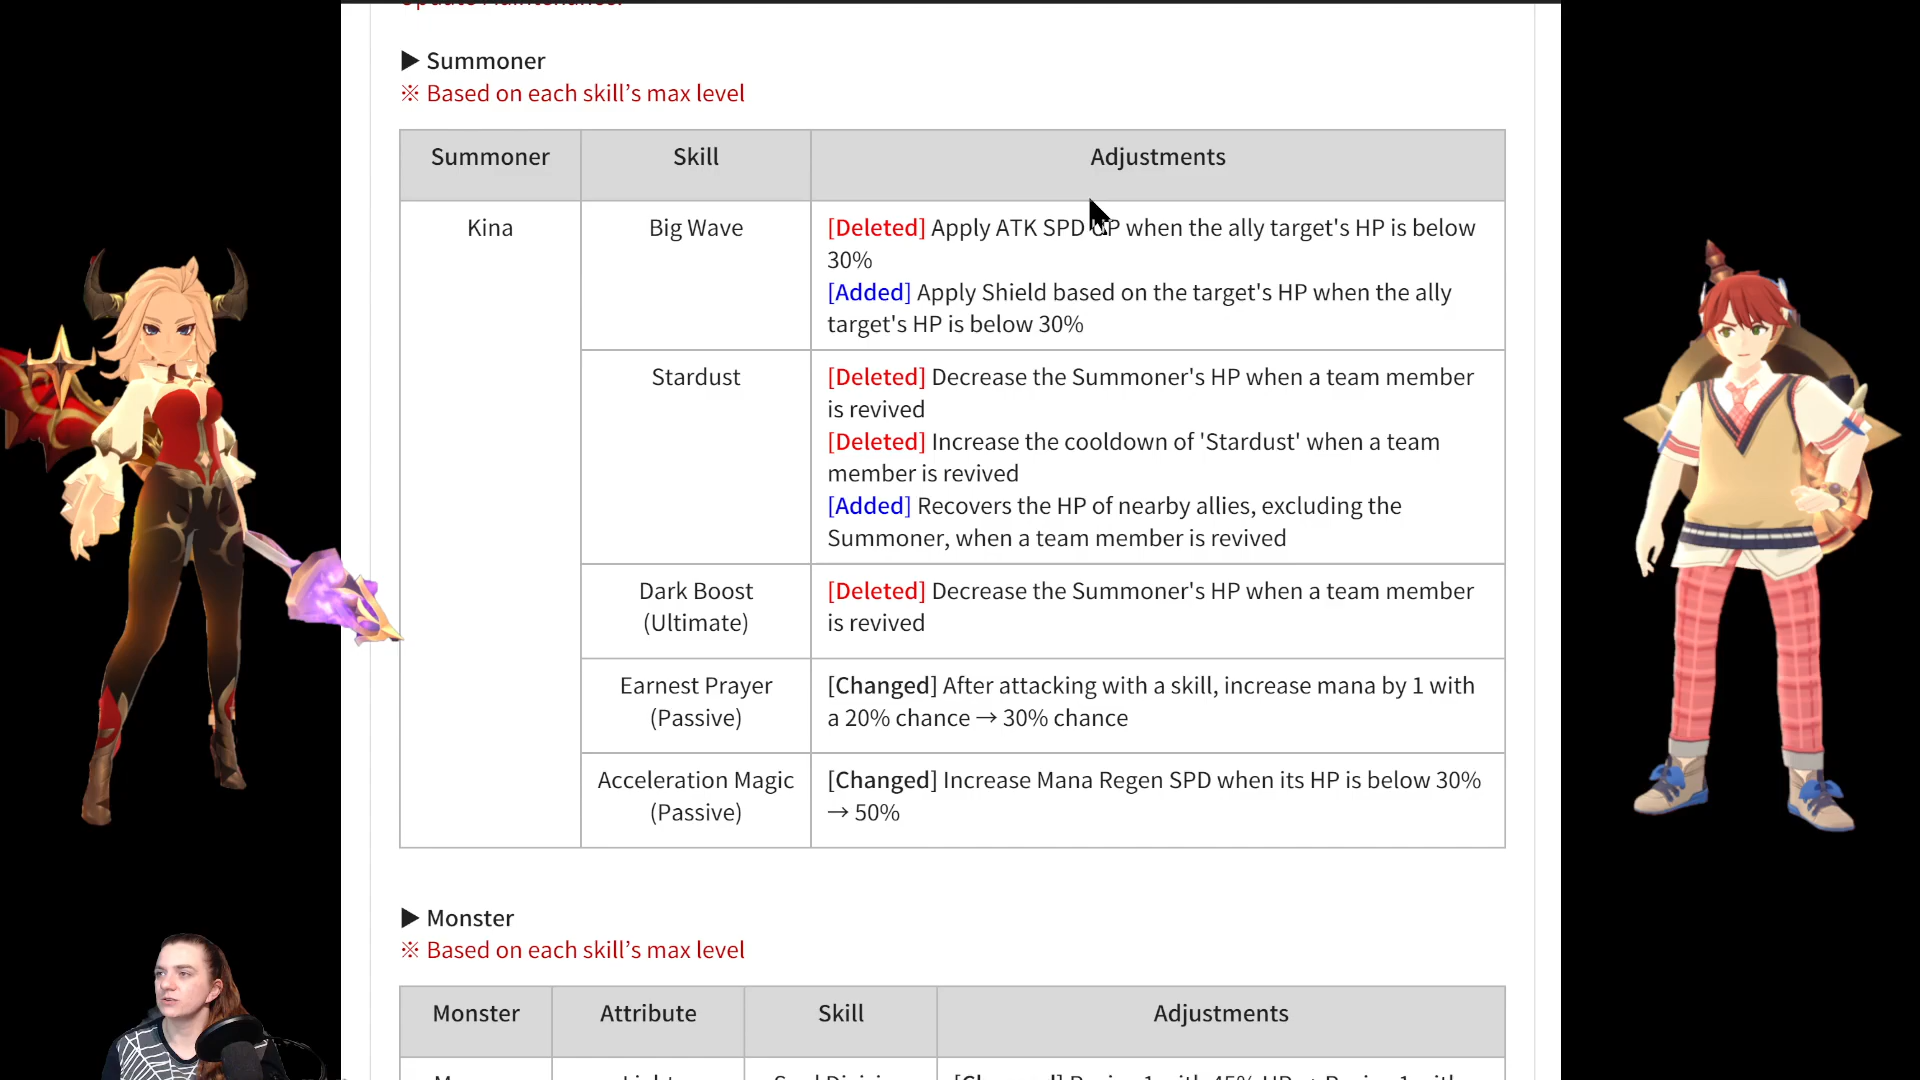 ▶ Summoner
※ Based on each skill’s max level
Summoner
Skill
Adjustments
Kina
Big Wave
[Deleted] Apply ATK SPD UP when the ally target's HP is below
30%
[Added] Apply Shield based on the target's HP when the ally
target's HP is below 30%
Stardust
[Deleted] Decrease the Summoner's HP when a team member
is revived
[Deleted] Increase the cooldown of 'Stardust' when a team
member is revived
[Added] Recovers the HP of nearby allies, excluding the
Summoner, when a team member is revived
Dark Boost
(Ultimate)
[Deleted] Decrease the Summoner's HP when a team member
is revived
Earnest Prayer
(Passive)
[Changed] After attacking with a skill, increase mana by 1 with
a 20% chance → 30% chance
Acceleration Magic
(Passive)
[Changed] Increase Mana Regen SPD when its HP is below 30%
→ 50%
▶ Monster
※ Based on each skill’s max level
Monster
Attribute
Skill
Adjustments